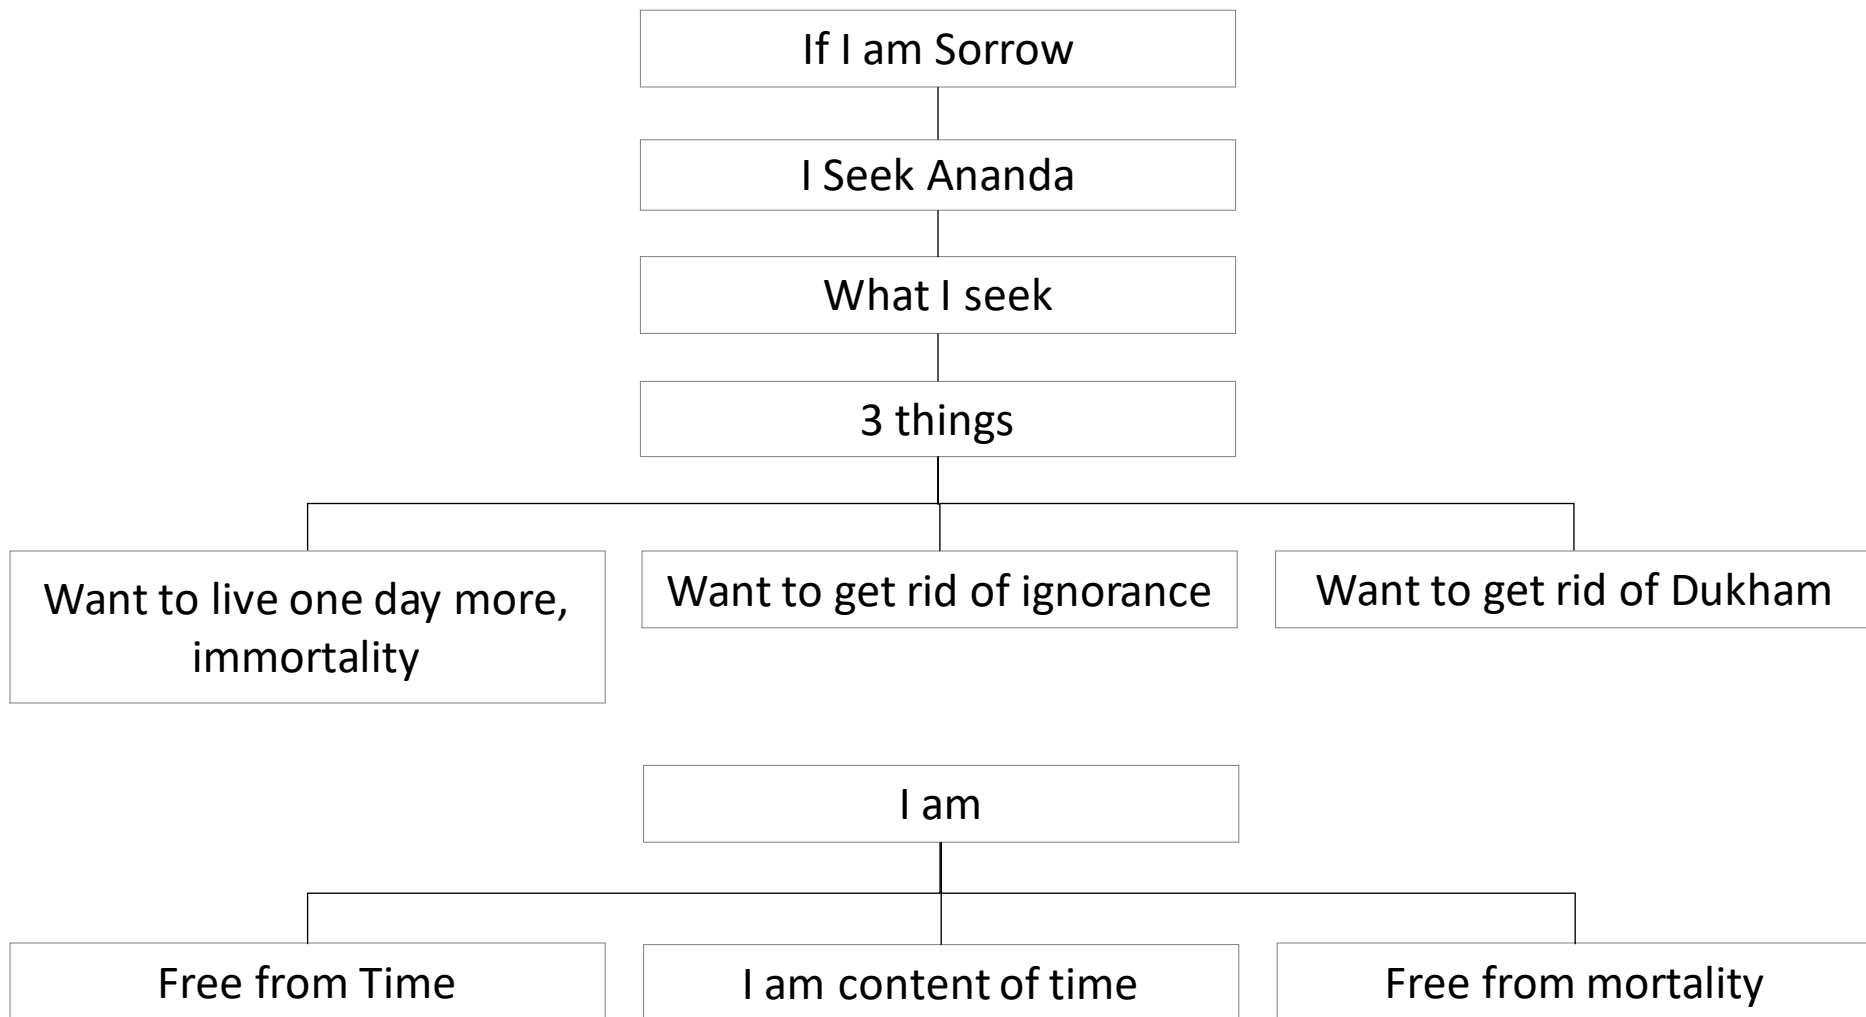 If I am Sorrow
I Seek Ananda
What I seek
3 things
Want to live one day more,
immortality
Want to get rid of ignorance
Want to get rid of Dukham
I am
Free from Time
I am content of time
Free from mortality